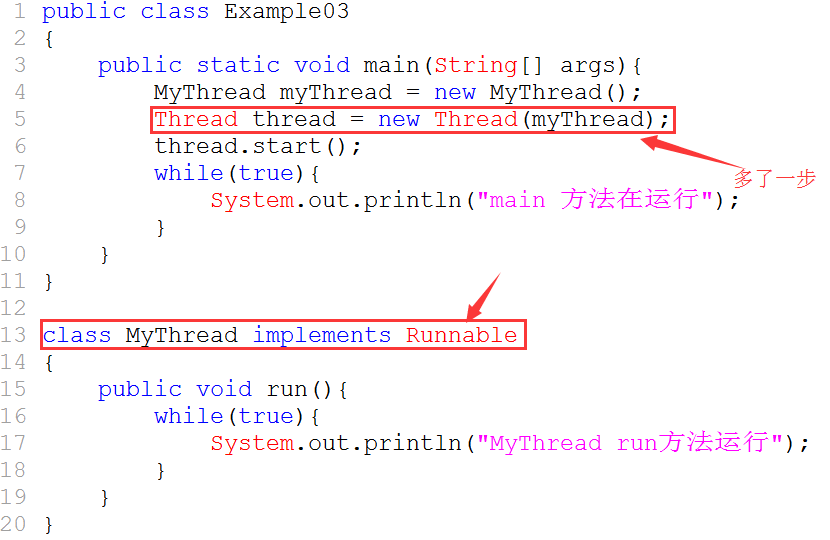 1 public class Example03
2 {
3     public static void main(String[] args){
4         MyThread myThread = new MyThread();
5         Thread thread = new Thread(myThread);
6         thread.start();
7         while(true){
多了一步
8             System.out.println("main 方法在运行");
9         }
10     }
11 }
12
13 class MyThread implements Runnable
14 {
15     public void run(){
16         while(true){
17             System.out.println("MyThread run方法运行");
18         }
19     }
20 }